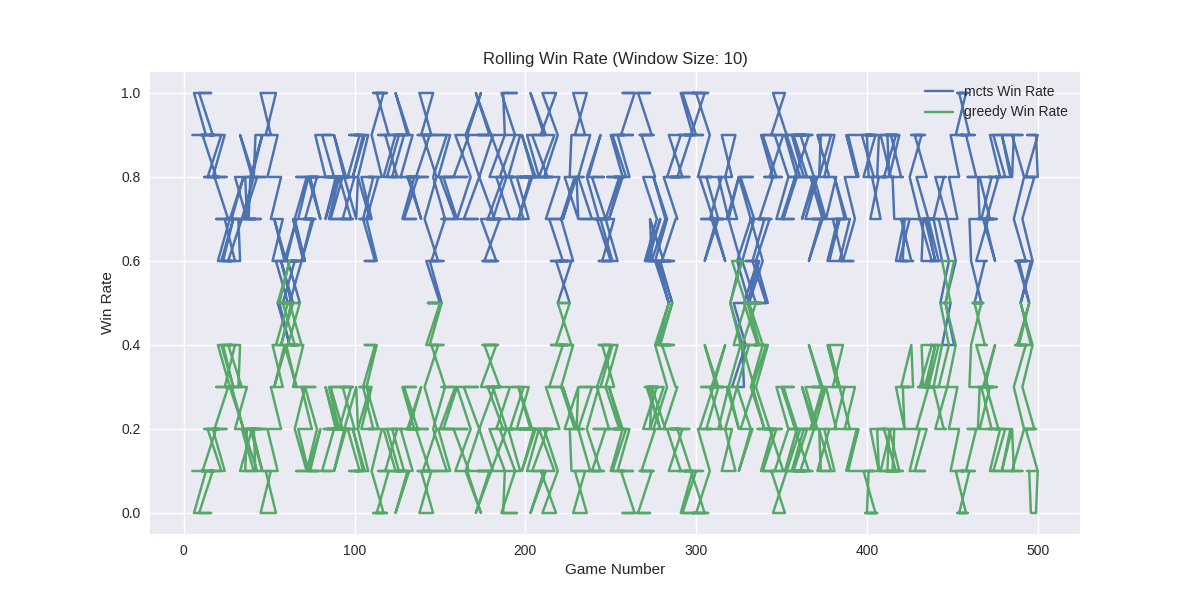 Rolling Win Rate (Window Size: 10)
mcts Win Rate
greedy Win Rate
1.0
0.8
0.6
0.4
0.2
0.0
Win Rate
0 100 200 300 400 500
Game Number